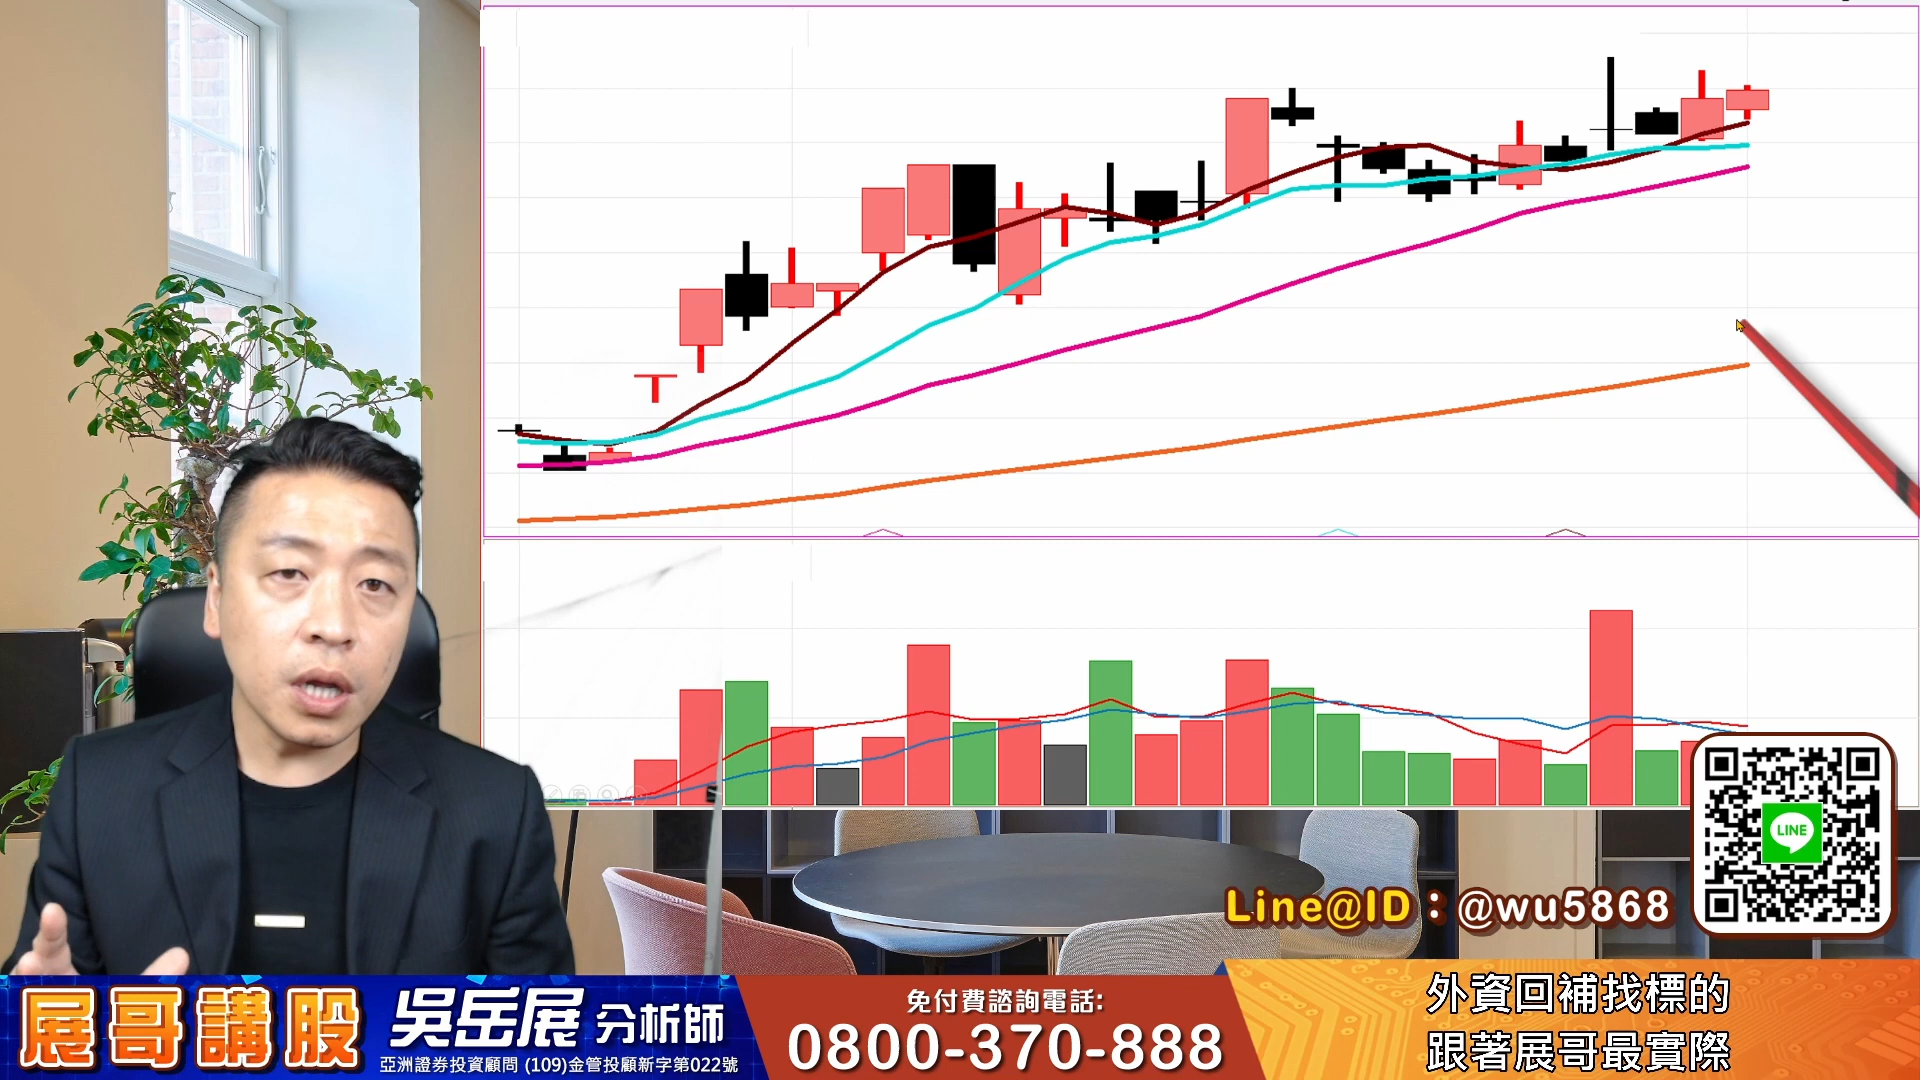 LINE
Line@ID：@wu5868
展哥講股
吳岳展 分析師
亞洲證券投資顧問 (109)金管投顧新字第022號
免付費諮詢電話:
0800-370-888
外資回補找標的
跟著展哥最實際